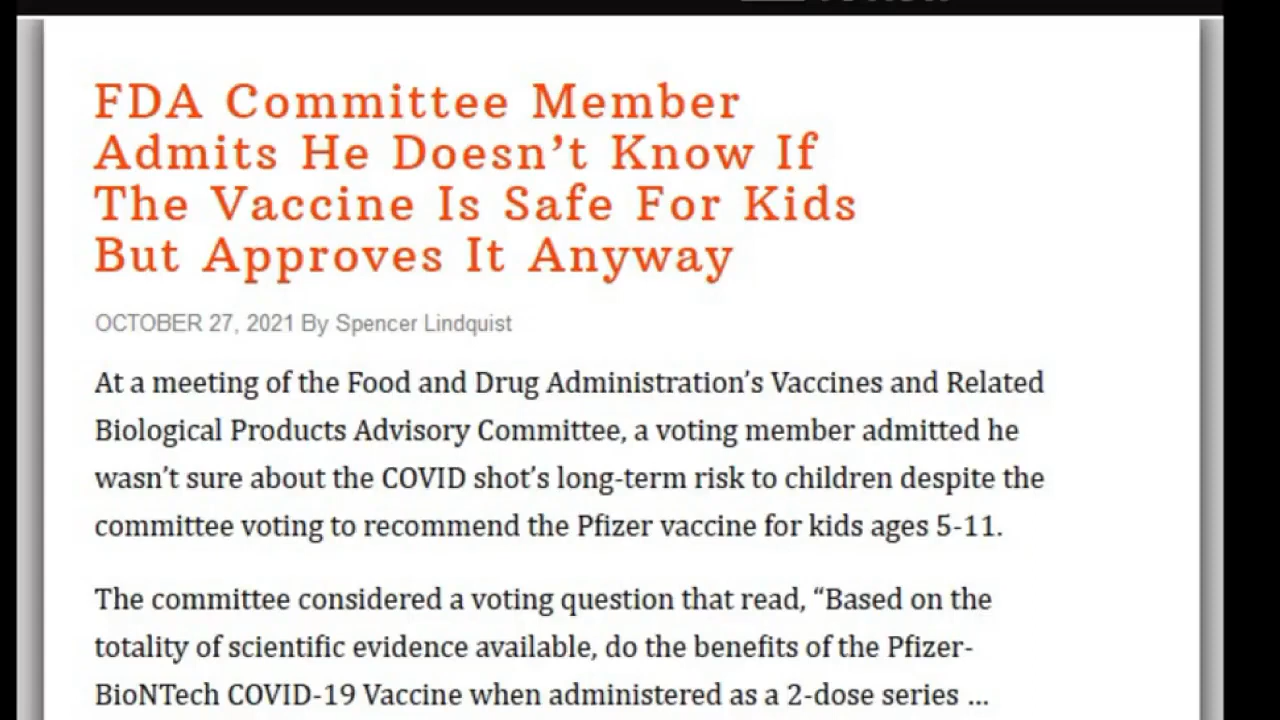 FDA Committee Member
Admits He Doesn’t Know If
The Vaccine Is Safe For Kids
But Approves It Anyway
OCTOBER 27, 2021 By Spencer Lindquist
At a meeting of the Food and Drug Administration’s Vaccines and Related
Biological Products Advisory Committee, a voting member admitted he
wasn’t sure about the COVID shot’s long-term risk to children despite the
committee voting to recommend the Pfizer vaccine for kids ages 5-11.
The committee considered a voting question that read, “Based on the
totality of scientific evidence available, do the benefits of the Pfizer-
BioNTech COVID-19 Vaccine when administered as a 2-dose series ...